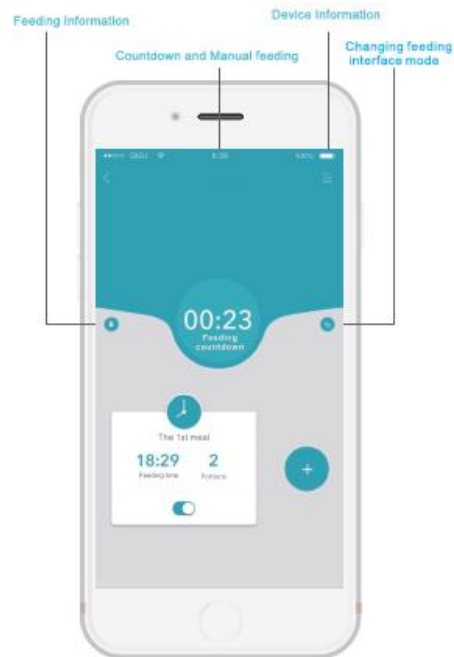 Device Information
Feeding Information
Changing feeding
interface mode
Countdown and Manual feeding
100%
00:23
Feeding
countdown
The 1st meal
18:29
2
Feeding time
Portions
+